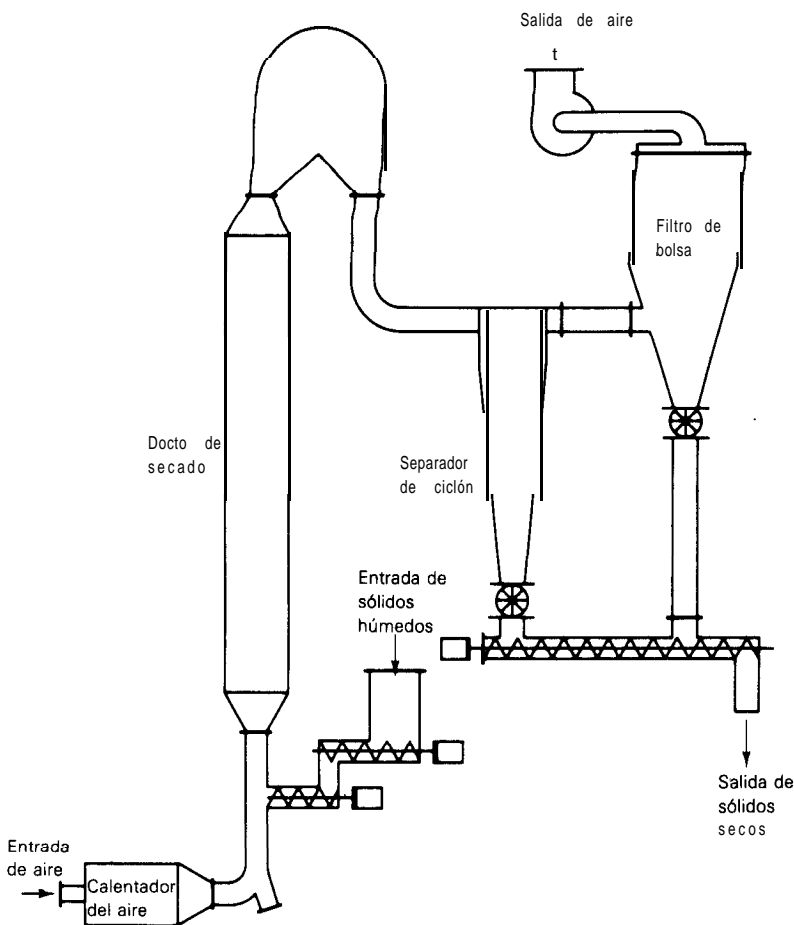 Salida de aire
t
Filtro de
bolsa
Docto de
secado
Separador
de ciclón
Entrada de
sólidos
húmedos
Salida de
sólidos
secos
Entrada
de aire
Calentador
del aire